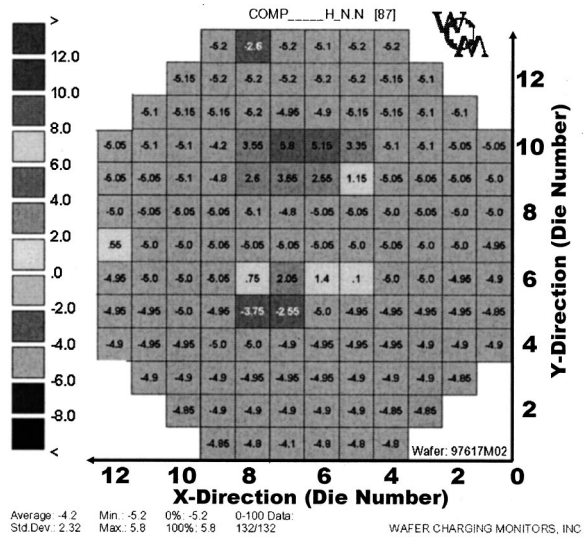 COMP_____H_N.N [87]
WCM
>
12.0
10.0
8.0
6.0
4.0
2.0
.0
-2.0
-4.0
-6.0
-8.0
<
-5.2 -2.6 -5.2 -5.1 -5.2 -5.2
-5.15 -5.2 -5.2 -5.2 -5.2 -5.2 -5.15 -5.1
-5.1 -5.15 -5.15 -5.2 -4.95 -4.9 -5.15 -5.15 -5.1 -5.1
-5.05 -5.1 -5.1 -4.2 3.55 5.8 5.15 3.35 -5.1 -5.1 -5.05 -5.05
-5.05 -5.05 -5.1 -4.8 2.6 3.65 2.55 1.15 -5.05 -5.05 -5.05 -5.0
-5.0 -5.05 -5.05 -5.05 -5.1 -4.8 -5.05 -5.05 -5.05 -5.05 -5.0 -5.0
.55 -5.0 -5.0 -5.05 -5.05 -5.05 -5.05 -5.05 -5.0 -5.0 -5.0 -4.95
-4.95 -5.0 -5.0 -5.05 .75 2.05 1.4 .1 -5.0 -5.0 -4.95 -4.9
-4.95 -4.95 -5.0 -4.95 -3.75 -2.55 -5.0 -4.95 -4.95 -4.95 -4.95 -4.85
-4.9 -4.95 -4.95 -5.0 -5.0 -4.9 -4.95 -4.95 -4.95 -4.95 -4.9 -4.9
-4.9 -4.9 -4.95 -4.95 -4.95 -4.95 -4.95 -4.9 -4.9 -4.85
-4.85 -4.9 -4.9 -4.9 -4.9 -4.9 -4.85 -4.85
-4.85 -4.8 -4.1 -4.8 -4.8 -4.8
Wafer: 97617M02
12
10
8
6
4
2
Y-Direction (Die Number)
12 10 8 6 4 2 0
X-Direction (Die Number)
Average: -4.2 Min.: -5.2 0%: -5.2 0-100 Data:
Std.Dev.: 2.32 Max.: 5.8 100%: 5.8 132/132
WAFER CHARGING MONITORS, INC